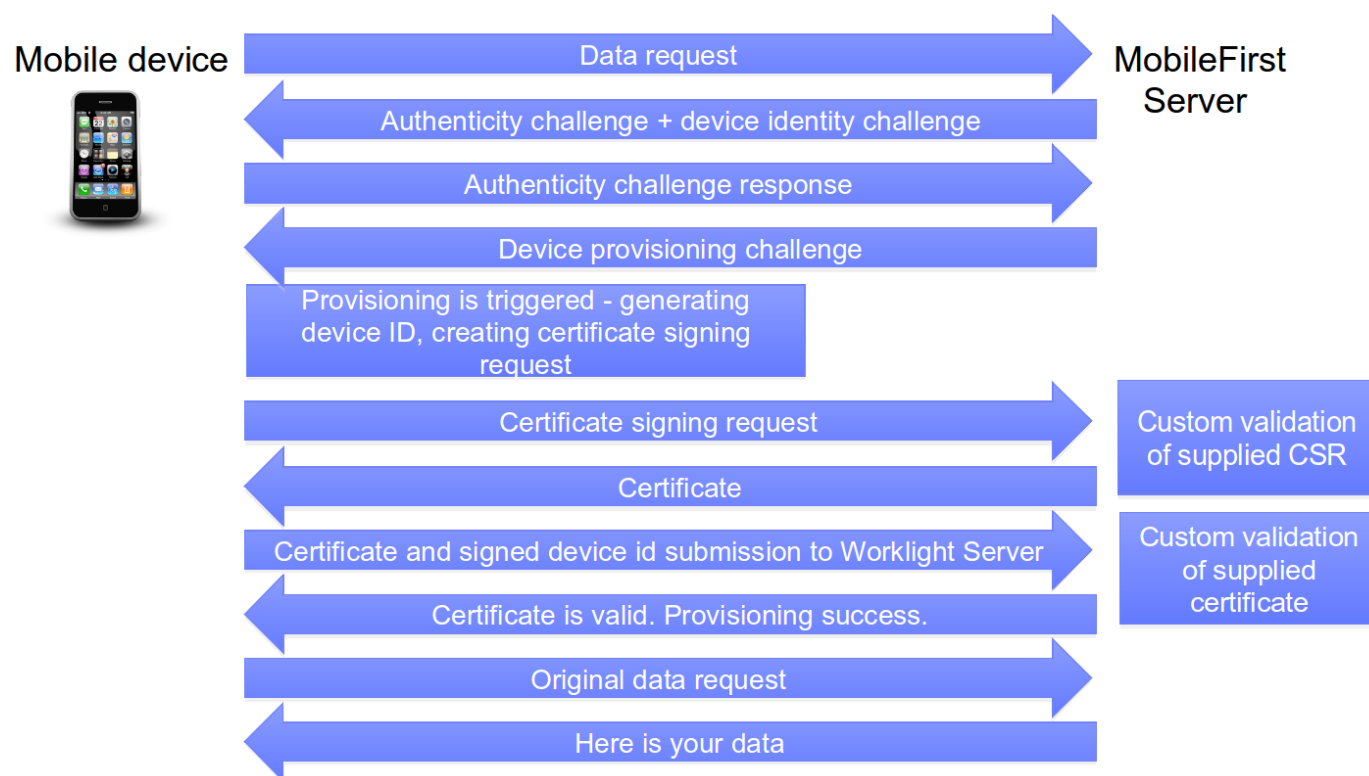 Data request
Mobile device
MobileFirst
Server
Authenticity challenge + device identity challenge
Authenticity challenge response
Device provisioning challenge
Provisioning is triggered - generating
device ID, creating certificate signing
request
Certificate signing request
Custom validation
of supplied CSR
Certificate
Certificate and signed device id submission to Worklight Server
Custom validation
of supplied
certificate
Certificate is valid. Provisioning success.
Original data request
Here is your data